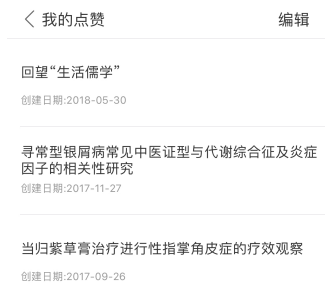 我的点赞 编辑
回望“生活儒学”
创建日期:2018-05-30
寻常型银屑病常见中医证型与代谢综合征及炎症
因子的相关性研究
创建日期:2017-11-27
当归紫草膏治疗进行性指掌角皮症的疗效观察
创建日期:2017-09-26